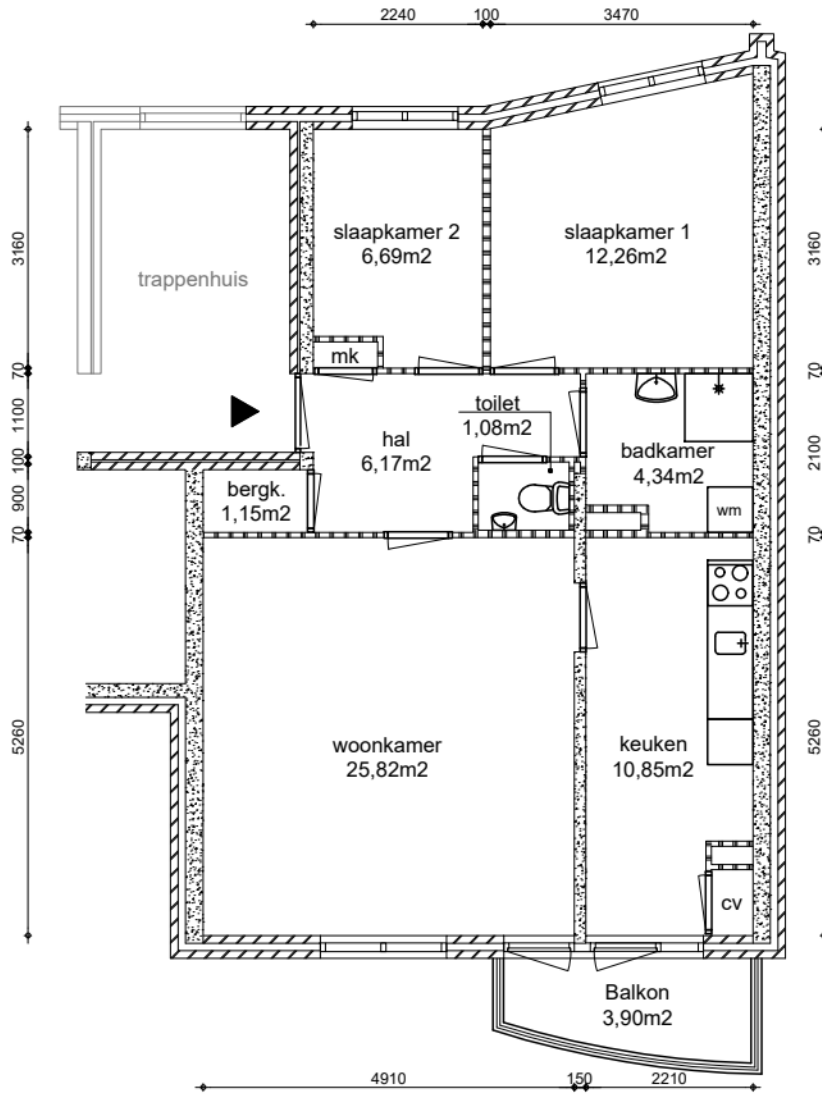 2240 100 3470
slaapkamer 2
6,69m2
slaapkamer 1
12,26m2
trappenhuis
mk
toilet
1,08m2
hal
6,17m2
badkamer
4,34m2
wm
bergk.
1,15m2
woonkamer
25,82m2
keuken
10,85m2
cv
Balkon
3,90m2
3160
70
1100
100
900
70
5260
3160
70
2100
70
5260
4910 150 2210